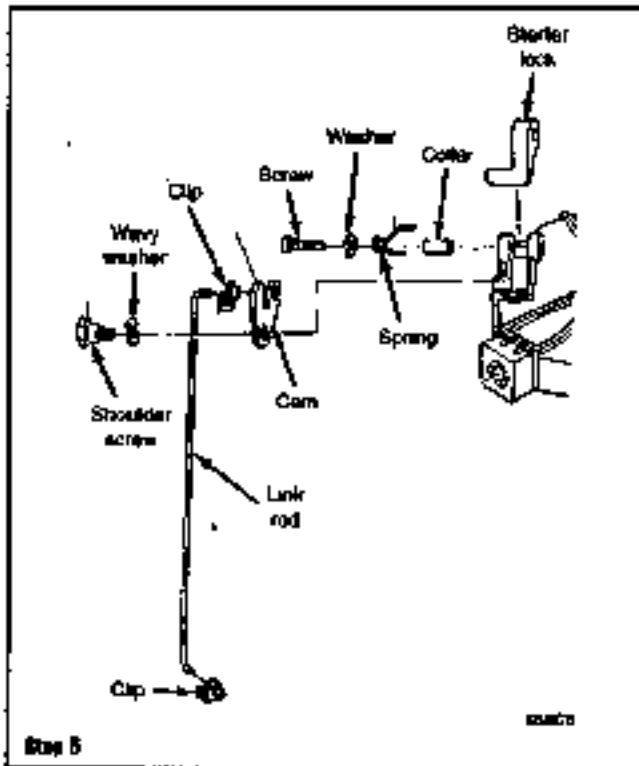 Starter
lock
Washer
Collar
Screw
Clip
Wavy
washer
Spring
Cam
Shoulder
screw
Link
rod
Clip
Step 5